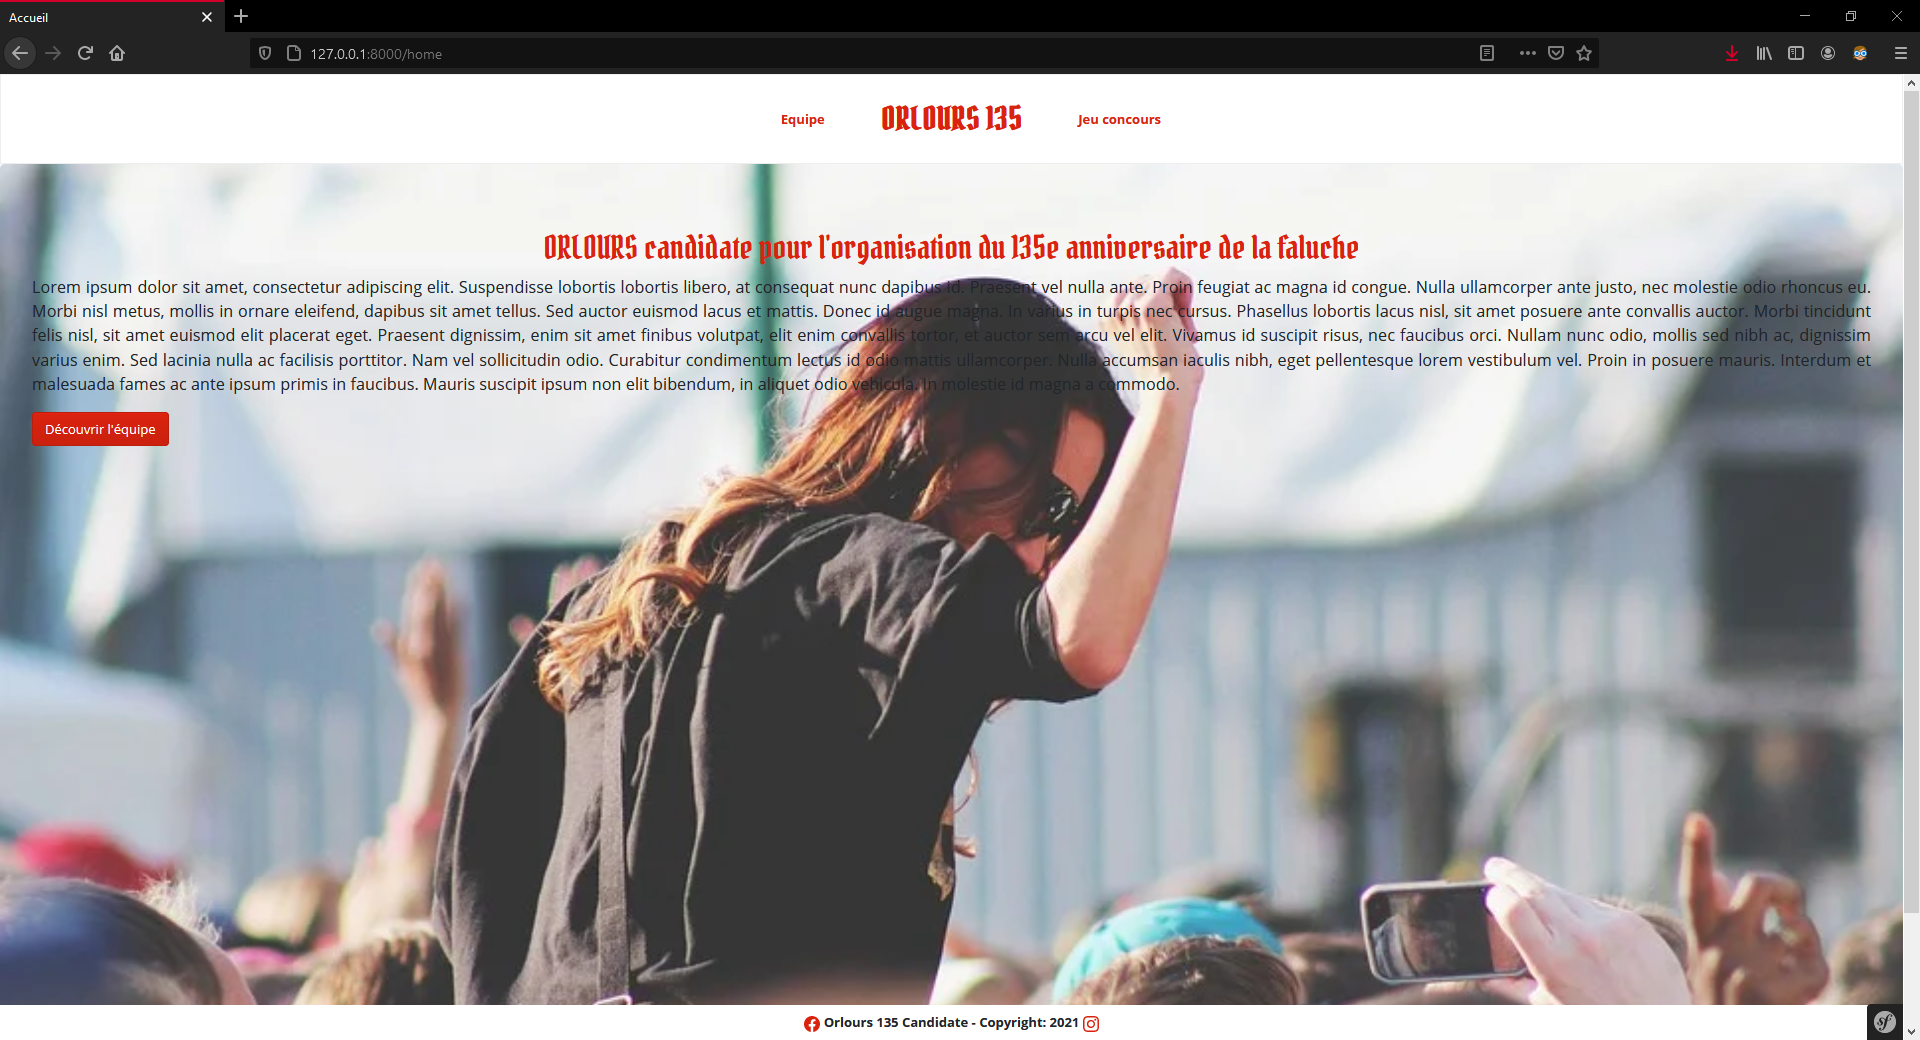 Accueil
127.0.0.1:8000/home
Equipe
ORLOURS 135
Jeu concours
ORLOURS candidate pour l'organisation du 135e anniversaire de la faluche
Lorem ipsum dolor sit amet, consectetur adipiscing elit. Suspendisse lobortis lobortis libero, at consequat nunc dapibus id. Praesent vel nulla ante. Proin feugiat ac magna id congue. Nulla ullamcorper ante justo, nec molestie odio rhoncus eu.
Morbi nisl metus, mollis in ornare eleifend, dapibus sit amet tellus. Sed auctor euismod lacus et mattis. Donec id augue magna. In varius in turpis nec cursus. Phasellus lobortis lacus nisl, sit amet posuere ante convallis auctor. Morbi tincidunt
felis nisl, sit amet euismod elit placerat eget. Praesent dignissim, enim sit amet finibus volutpat, elit enim convallis tortor, et auctor sem arcu vel elit. Vivamus id suscipit risus, nec faucibus orci. Nullam nunc odio, mollis sed nibh ac, dignissim
varius enim. Sed lacinia nulla ac facilisis porttitor. Nam vel sollicitudin odio. Curabitur condimentum lectus id odio mattis ullamcorper. Nulla accumsan iaculis nibh, eget pellentesque lorem vestibulum vel. Proin in posuere mauris. Interdum et
malesuada fames ac ante ipsum primis in faucibus. Mauris suscipit ipsum non elit bibendum, in aliquet odio vehicula. In molestie id magna a commodo.
Découvrir l'équipe
Orlours 135 Candidate - Copyright: 2021
sf